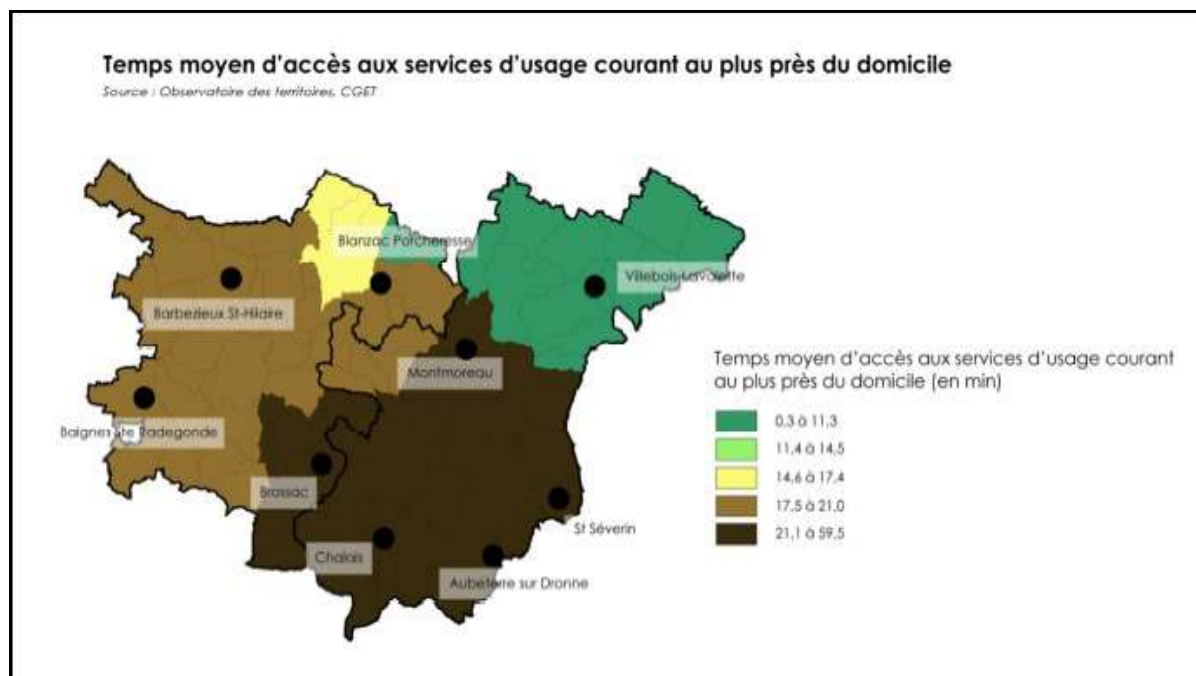 Temps moyen d'accès aux services d'usage courant au plus près du domicile
Source : Observatoire des territoires, CGET
Blanzac Porcheresse
Villebois-Lavalette
Barbezieux St-Hilaire
Montmoreau
Baignes Ste Radegonde
Brossac
St Séverin
Chalais
Aubeterre sur Dronne
Temps moyen d'accès aux services d'usage courant
au plus près du domicile (en min)
0,3 à 11,3
11,4 à 14,5
14,6 à 17,4
17,5 à 21,0
21,1 à 59,5